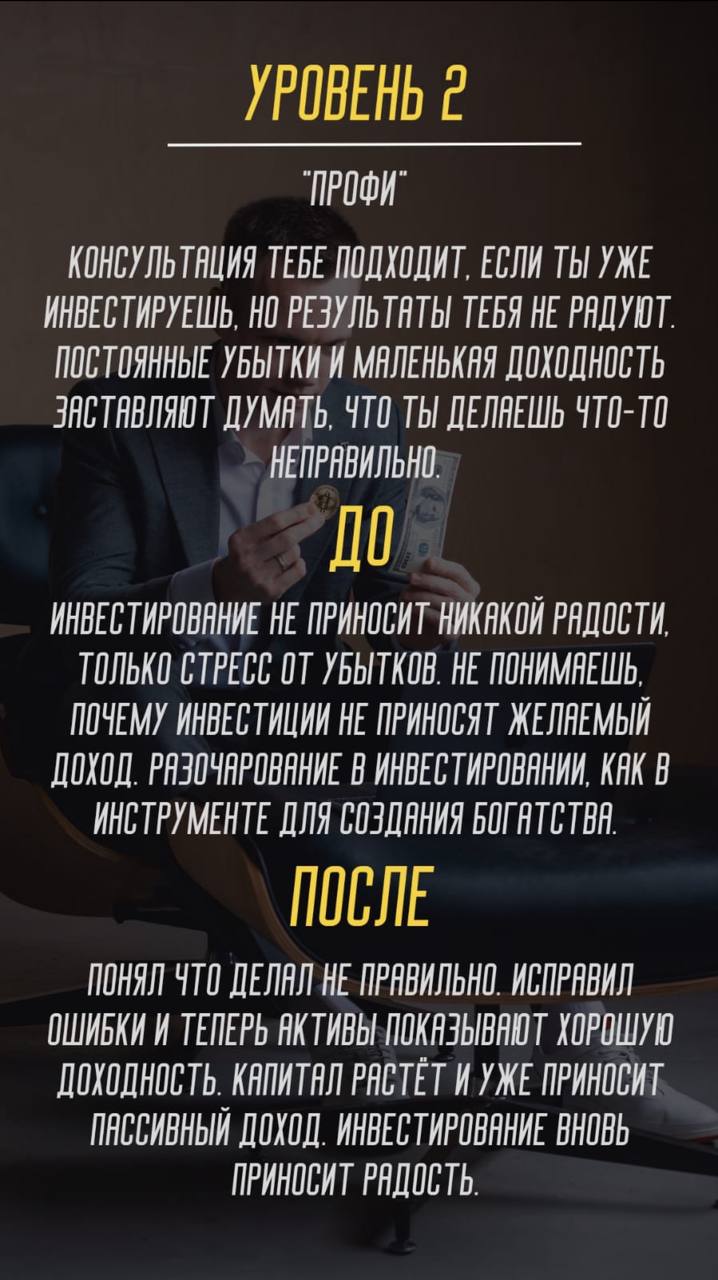 УРОВЕНЬ 2
"ПРОФИ"
КОНСУЛЬТАЦИЯ ТЕБЕ ПОДХОДИТ, ЕСЛИ ТЫ УЖЕ
ИНВЕСТИРУЕШЬ, НО РЕЗУЛЬТАТЫ ТЕБЯ НЕ РАДУЮТ.
ПОСТОЯННЫЕ УБЫТКИ И МАЛЕНЬКАЯ ДОХОДНОСТЬ
ЗАСТАВЛЯЮТ ДУМАТЬ, ЧТО ТЫ ДЕЛАЕШЬ ЧТО-ТО
НЕПРАВИЛЬНО.
ДО
ИНВЕСТИРОВАНИЕ НЕ ПРИНОСИТ НИКАКОЙ РАДОСТИ,
ТОЛЬКО СТРЕСС ОТ УБЫТКОВ. НЕ ПОНИМАЕШЬ,
ПОЧЕМУ ИНВЕСТИЦИИ НЕ ПРИНОСЯТ ЖЕЛАЕМЫЙ
ДОХОД. РАЗОЧАРОВАНИЕ В ИНВЕСТИРОВАНИИ, КАК В
ИНСТРУМЕНТЕ ДЛЯ СОЗДАНИЯ БОГАТСТВА.
ПОСЛЕ
ПОНЯЛ ЧТО ДЕЛАЛ НЕ ПРАВИЛЬНО. ИСПРАВИЛ
ОШИБКИ И ТЕПЕРЬ АКТИВЫ ПОКАЗЫВАЮТ ХОРОШУЮ
ДОХОДНОСТЬ. КАПИТАЛ РАСТЁТ И УЖЕ ПРИНОСИТ
ПАССИВНЫЙ ДОХОД. ИНВЕСТИРОВАНИЕ ВНОВЬ
ПРИНОСИТ РАДОСТЬ.